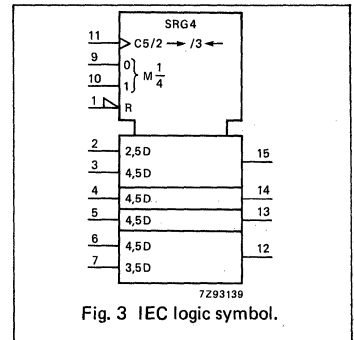 SRG4
11 C5/2 → /3 ←
9 0
10 1 } M 1/4
1 R
2 2,5D 15
3 4,5D
4 4,5D 14
5 4,5D 13
6 4,5D 12
7 3,5D
7Z93139
Fig. 3 IEC logic symbol.